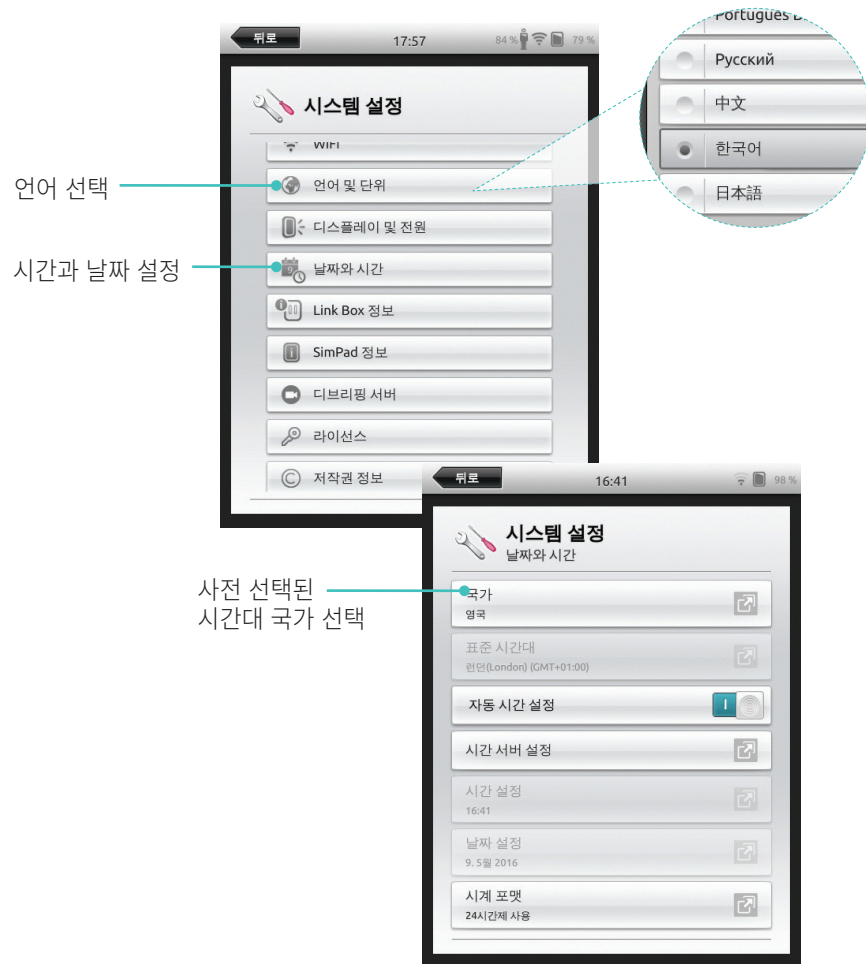 뒤로 17:57 84 % 79 %
시스템 설정
WIFI
언어 및 단위
디스플레이 및 전원
날짜와 시간
Link Box 정보
SimPad 정보
디브리핑 서버
라이선스
저작권 정보
언어 선택
시간과 날짜 설정
Português
Русский
中文
한국어
日本語
뒤로 16:41 98 %
시스템 설정
날짜와 시간
국가
영국
표준 시간대
런던(London) (GMT+01:00)
자동 시간 설정
시간 서버 설정
시간 설정
16:41
날짜 설정
9. 5월 2016
시계 포맷
24시간제 사용
사전 선택된
시간대 국가 선택